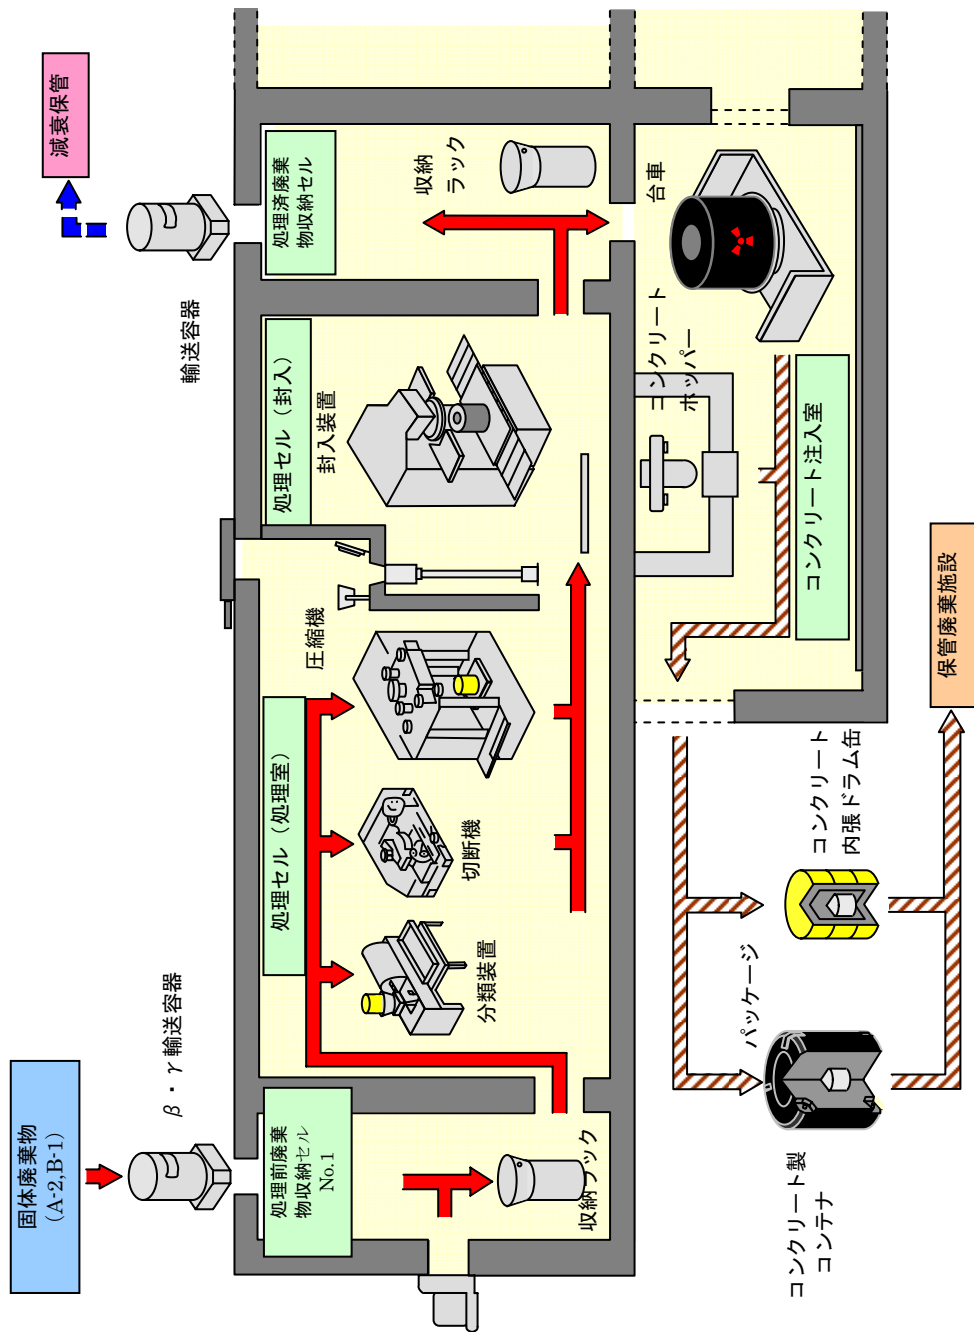 固体廃棄物
(A-2,B-1)
β・γ輸送容器
処理前廃棄
物収納セル
No.1
収納ラック
処理セル（処理室）
分類装置
切断機
圧縮機
処理セル（封入）
封入装置
処理済廃棄
物収納セル
収納
ラック
輸送容器
減衰保管
台車
コンクリート
ホッパー
コンクリート注入室
パッケージ
コンクリート製
コンテナ
コンクリート
内張ドラム缶
保管廃棄施設